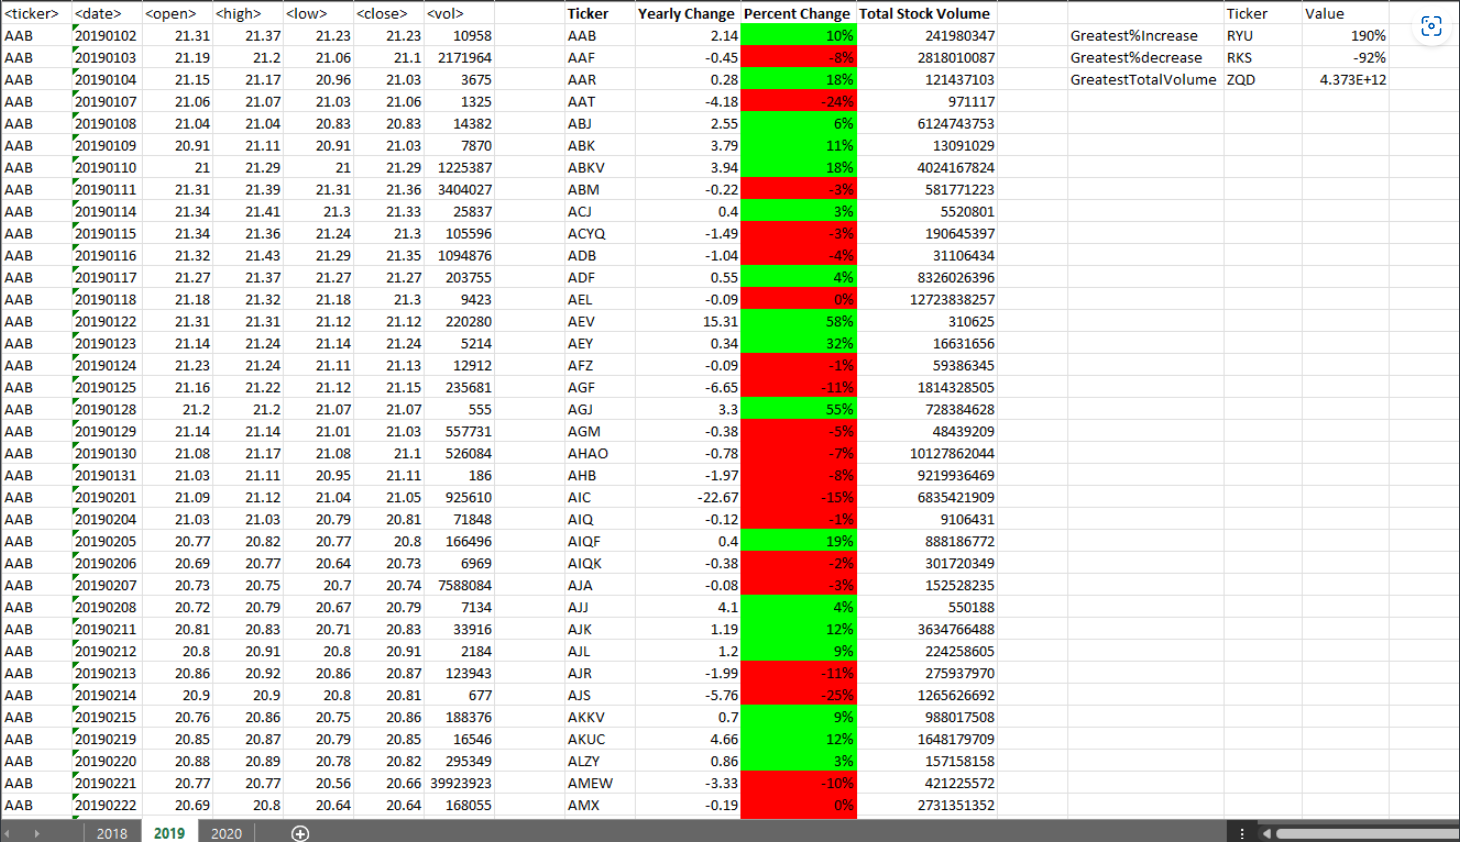 <ticker> <date> <open> <high> <low> <close> <vol> Ticker Yearly Change Percent Change Total Stock Volume Ticker Value
AAB 20190102 21.31 21.37 21.23 21.23 10958 AAB 2.14 10% 241980347 Greatest%Increase RYU 190%
AAB 20190103 21.19 21.2 21.06 21.1 2171964 AAF -0.45 -8% 2818010087 Greatest%decrease RKS -92%
AAB 20190104 21.15 21.17 20.96 21.03 3675 AAR 0.28 18% 121437103 GreatestTotalVolume ZQD 4.373E+12
AAB 20190107 21.06 21.07 21.03 21.06 1325 AAT -4.18 -24% 971117
AAB 20190108 21.04 21.04 20.83 20.83 14382 ABJ 2.55 6% 6124743753
AAB 20190109 20.91 21.11 20.91 21.03 7870 ABK 3.79 11% 13091029
AAB 20190110 21 21.29 21 21.29 1225387 ABKV 3.94 18% 4024167824
AAB 20190111 21.31 21.39 21.31 21.36 3404027 ABM -0.22 -3% 581771223
AAB 20190114 21.34 21.41 21.3 21.33 25837 ACJ 0.4 3% 5520801
AAB 20190115 21.34 21.36 21.24 21.3 105596 ACYQ -1.49 -3% 190645397
AAB 20190116 21.32 21.43 21.29 21.35 1094876 ADB -1.04 -4% 31106434
AAB 20190117 21.27 21.37 21.27 21.27 203755 ADF 0.55 4% 8326026396
AAB 20190118 21.18 21.32 21.18 21.3 9423 AEL -0.09 0% 12723838257
AAB 20190122 21.31 21.31 21.12 21.12 220280 AEV 15.31 58% 310625
AAB 20190123 21.14 21.24 21.14 21.24 5214 AEY 0.34 32% 16631656
AAB 20190124 21.23 21.24 21.11 21.13 12912 AFZ -0.09 -1% 59386345
AAB 20190125 21.16 21.22 21.12 21.15 235681 AGF -6.65 -11% 1814328505
AAB 20190128 21.2 21.2 21.07 21.07 555 AGJ 3.3 55% 728384628
AAB 20190129 21.14 21.14 21.01 21.03 557731 AGM -0.38 -5% 48439209
AAB 20190130 21.08 21.17 21.08 21.1 526084 AHAO -0.78 -7% 10127862044
AAB 20190131 21.03 21.11 20.95 21.11 186 AHB -1.97 -8% 9219936469
AAB 20190201 21.09 21.12 21.04 21.05 925610 AIC -22.67 -15% 6835421909
AAB 20190204 21.03 21.03 20.79 20.81 71848 AIQ -0.12 -1% 9106431
AAB 20190205 20.77 20.82 20.77 20.8 166496 AIQF 0.4 19% 888186772
AAB 20190206 20.69 20.77 20.64 20.73 6969 AIQK -0.38 -2% 301720349
AAB 20190207 20.73 20.75 20.7 20.74 7588084 AJA -0.08 -3% 152528235
AAB 20190208 20.72 20.79 20.67 20.79 7134 AJJ 4.1 4% 550188
AAB 20190211 20.81 20.83 20.71 20.83 33916 AJK 1.19 12% 3634766488
AAB 20190212 20.8 20.91 20.8 20.91 2184 AJL 1.2 9% 224258605
AAB 20190213 20.86 20.92 20.86 20.87 123943 AJR -1.99 -11% 275937970
AAB 20190214 20.9 20.9 20.8 20.81 677 AJS -5.76 -25% 1265626692
AAB 20190215 20.76 20.86 20.75 20.86 188376 AKKV 0.7 9% 988017508
AAB 20190219 20.85 20.87 20.79 20.85 16546 AKUC 4.66 12% 1648179709
AAB 20190220 20.88 20.89 20.78 20.82 295349 ALZY 0.86 3% 157158158
AAB 20190221 20.77 20.77 20.56 20.66 39923923 AMEW -3.33 -10% 421225572
AAB 20190222 20.69 20.8 20.64 20.64 168055 AMX -0.19 0% 2731351352
2018 2019 2020